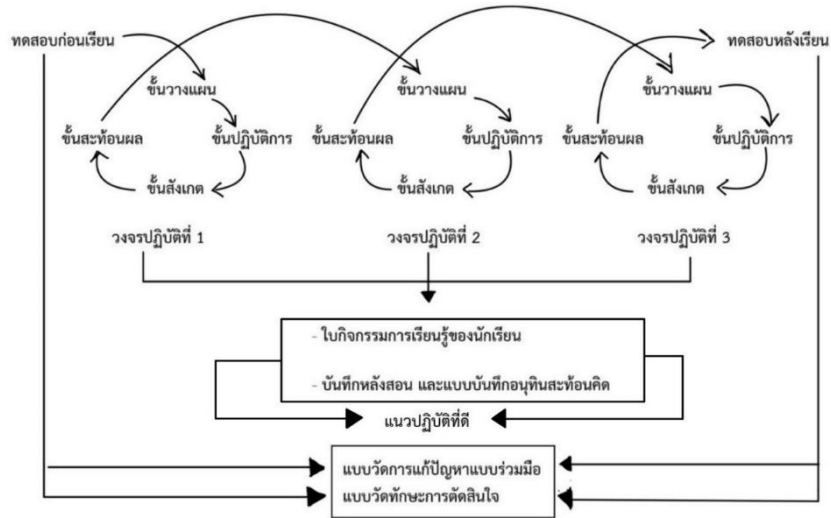 ทดสอบก่อนเรียน
ทดสอบหลังเรียน
ขั้นวางแผน
ขั้นปฏิบัติการ
ขั้นสังเกต
ขั้นสะท้อนผล
วงจรปฏิบัติที่ 1
ขั้นวางแผน
ขั้นปฏิบัติการ
ขั้นสังเกต
ขั้นสะท้อนผล
วงจรปฏิบัติที่ 2
ขั้นวางแผน
ขั้นปฏิบัติการ
ขั้นสังเกต
ขั้นสะท้อนผล
วงจรปฏิบัติที่ 3
- ใบกิจกรรมการเรียนรู้ของนักเรียน
- บันทึกหลังสอน และแบบบันทึกอนุทินสะท้อนคิด
แนวปฏิบัติที่ดี
แบบวัดการแก้ปัญหาแบบร่วมมือ
แบบวัดทักษะการตัดสินใจ